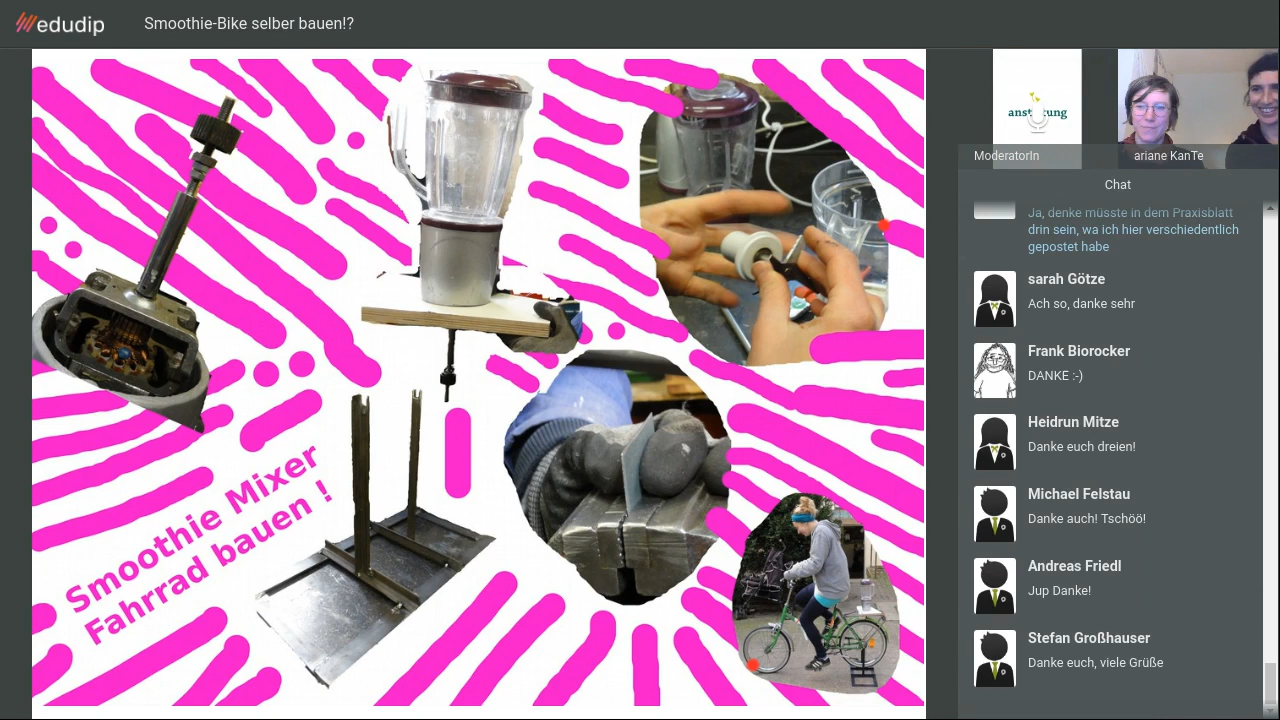 edudip
Smoothie-Bike selber bauen!?
Smoothie Mixer
Fahrrad bauen !
ModeratorIn
ariane KanTe
Chat
Ja, denke müsste in dem Praxisblatt
drin sein, wa ich hier verschiedentlich
gepostet habe
sarah Götze
Ach so, danke sehr
Frank Biorocker
DANKE :-)
Heidrun Mitze
Danke euch dreien!
Michael Felstau
Danke auch! Tschöö!
Andreas Friedl
Jup Danke!
Stefan Großhauser
Danke euch, viele Grüße